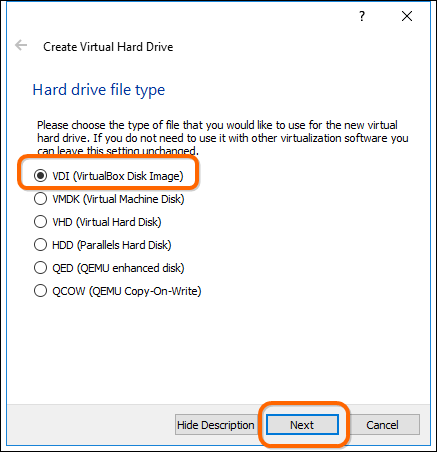 ?
Create Virtual Hard Drive
Hard drive file type
Please choose the type of file that you would like to use for the new virtual
hard drive. If you do not need to use it with other virtualization software you
can leave this setting unchanged.
VDI (VirtualBox Disk Image)
VMDK (Virtual Machine Disk)
VHD (Virtual Hard Disk)
HDD (Parallels Hard Disk)
QED (QEMU enhanced disk)
QCOW (QEMU Copy-On-Write)
Hide Description Next Cancel